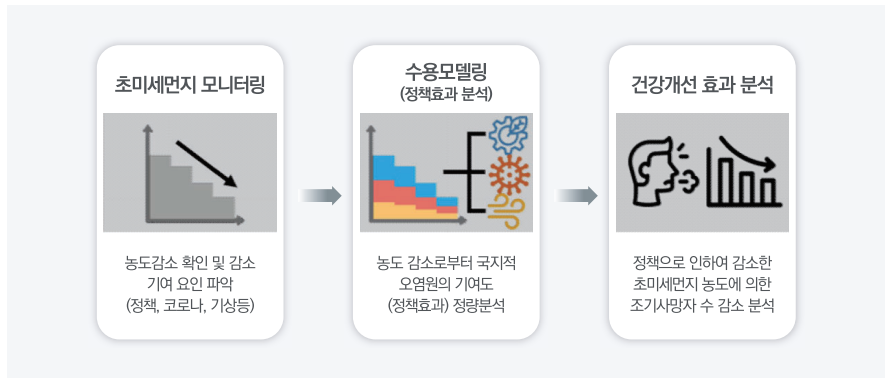 초미세먼지 모니터링
농도감소 확인 및 감소
기여 요인 파악
(정책, 코로나, 기상등)
수용모델링
(정책효과 분석)
농도 감소로부터 국지적
오염원의 기여도
(정책효과) 정량분석
건강개선 효과 분석
정책으로 인하여 감소한
초미세먼지 농도에 의한
조기사망자 수 감소 분석